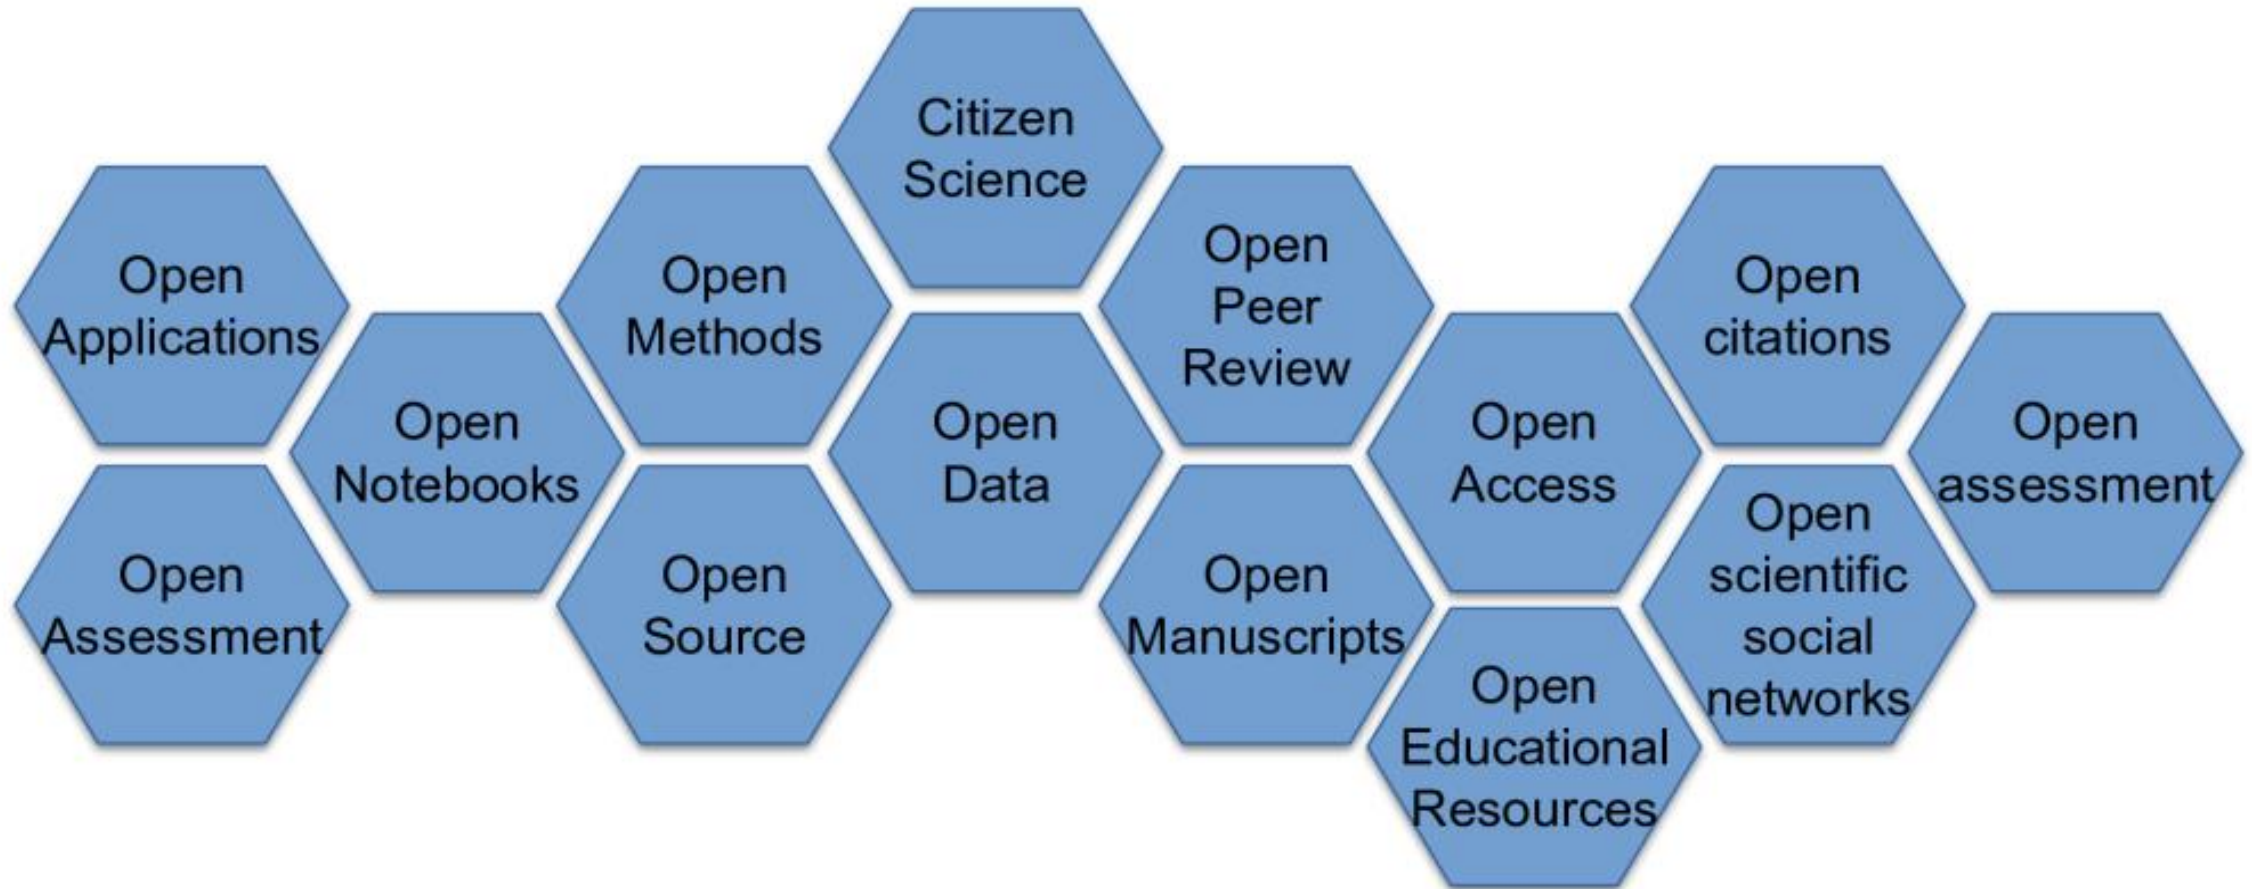 Open
Applications
Open
Assessment
Open
Notebooks
Open
Methods
Open
Source
Citizen
Science
Open
Data
Open
Peer
Review
Open
Manuscripts
Open
Access
Open
Educational
Resources
Open
citations
Open
scientific
social
networks
Open
assessment